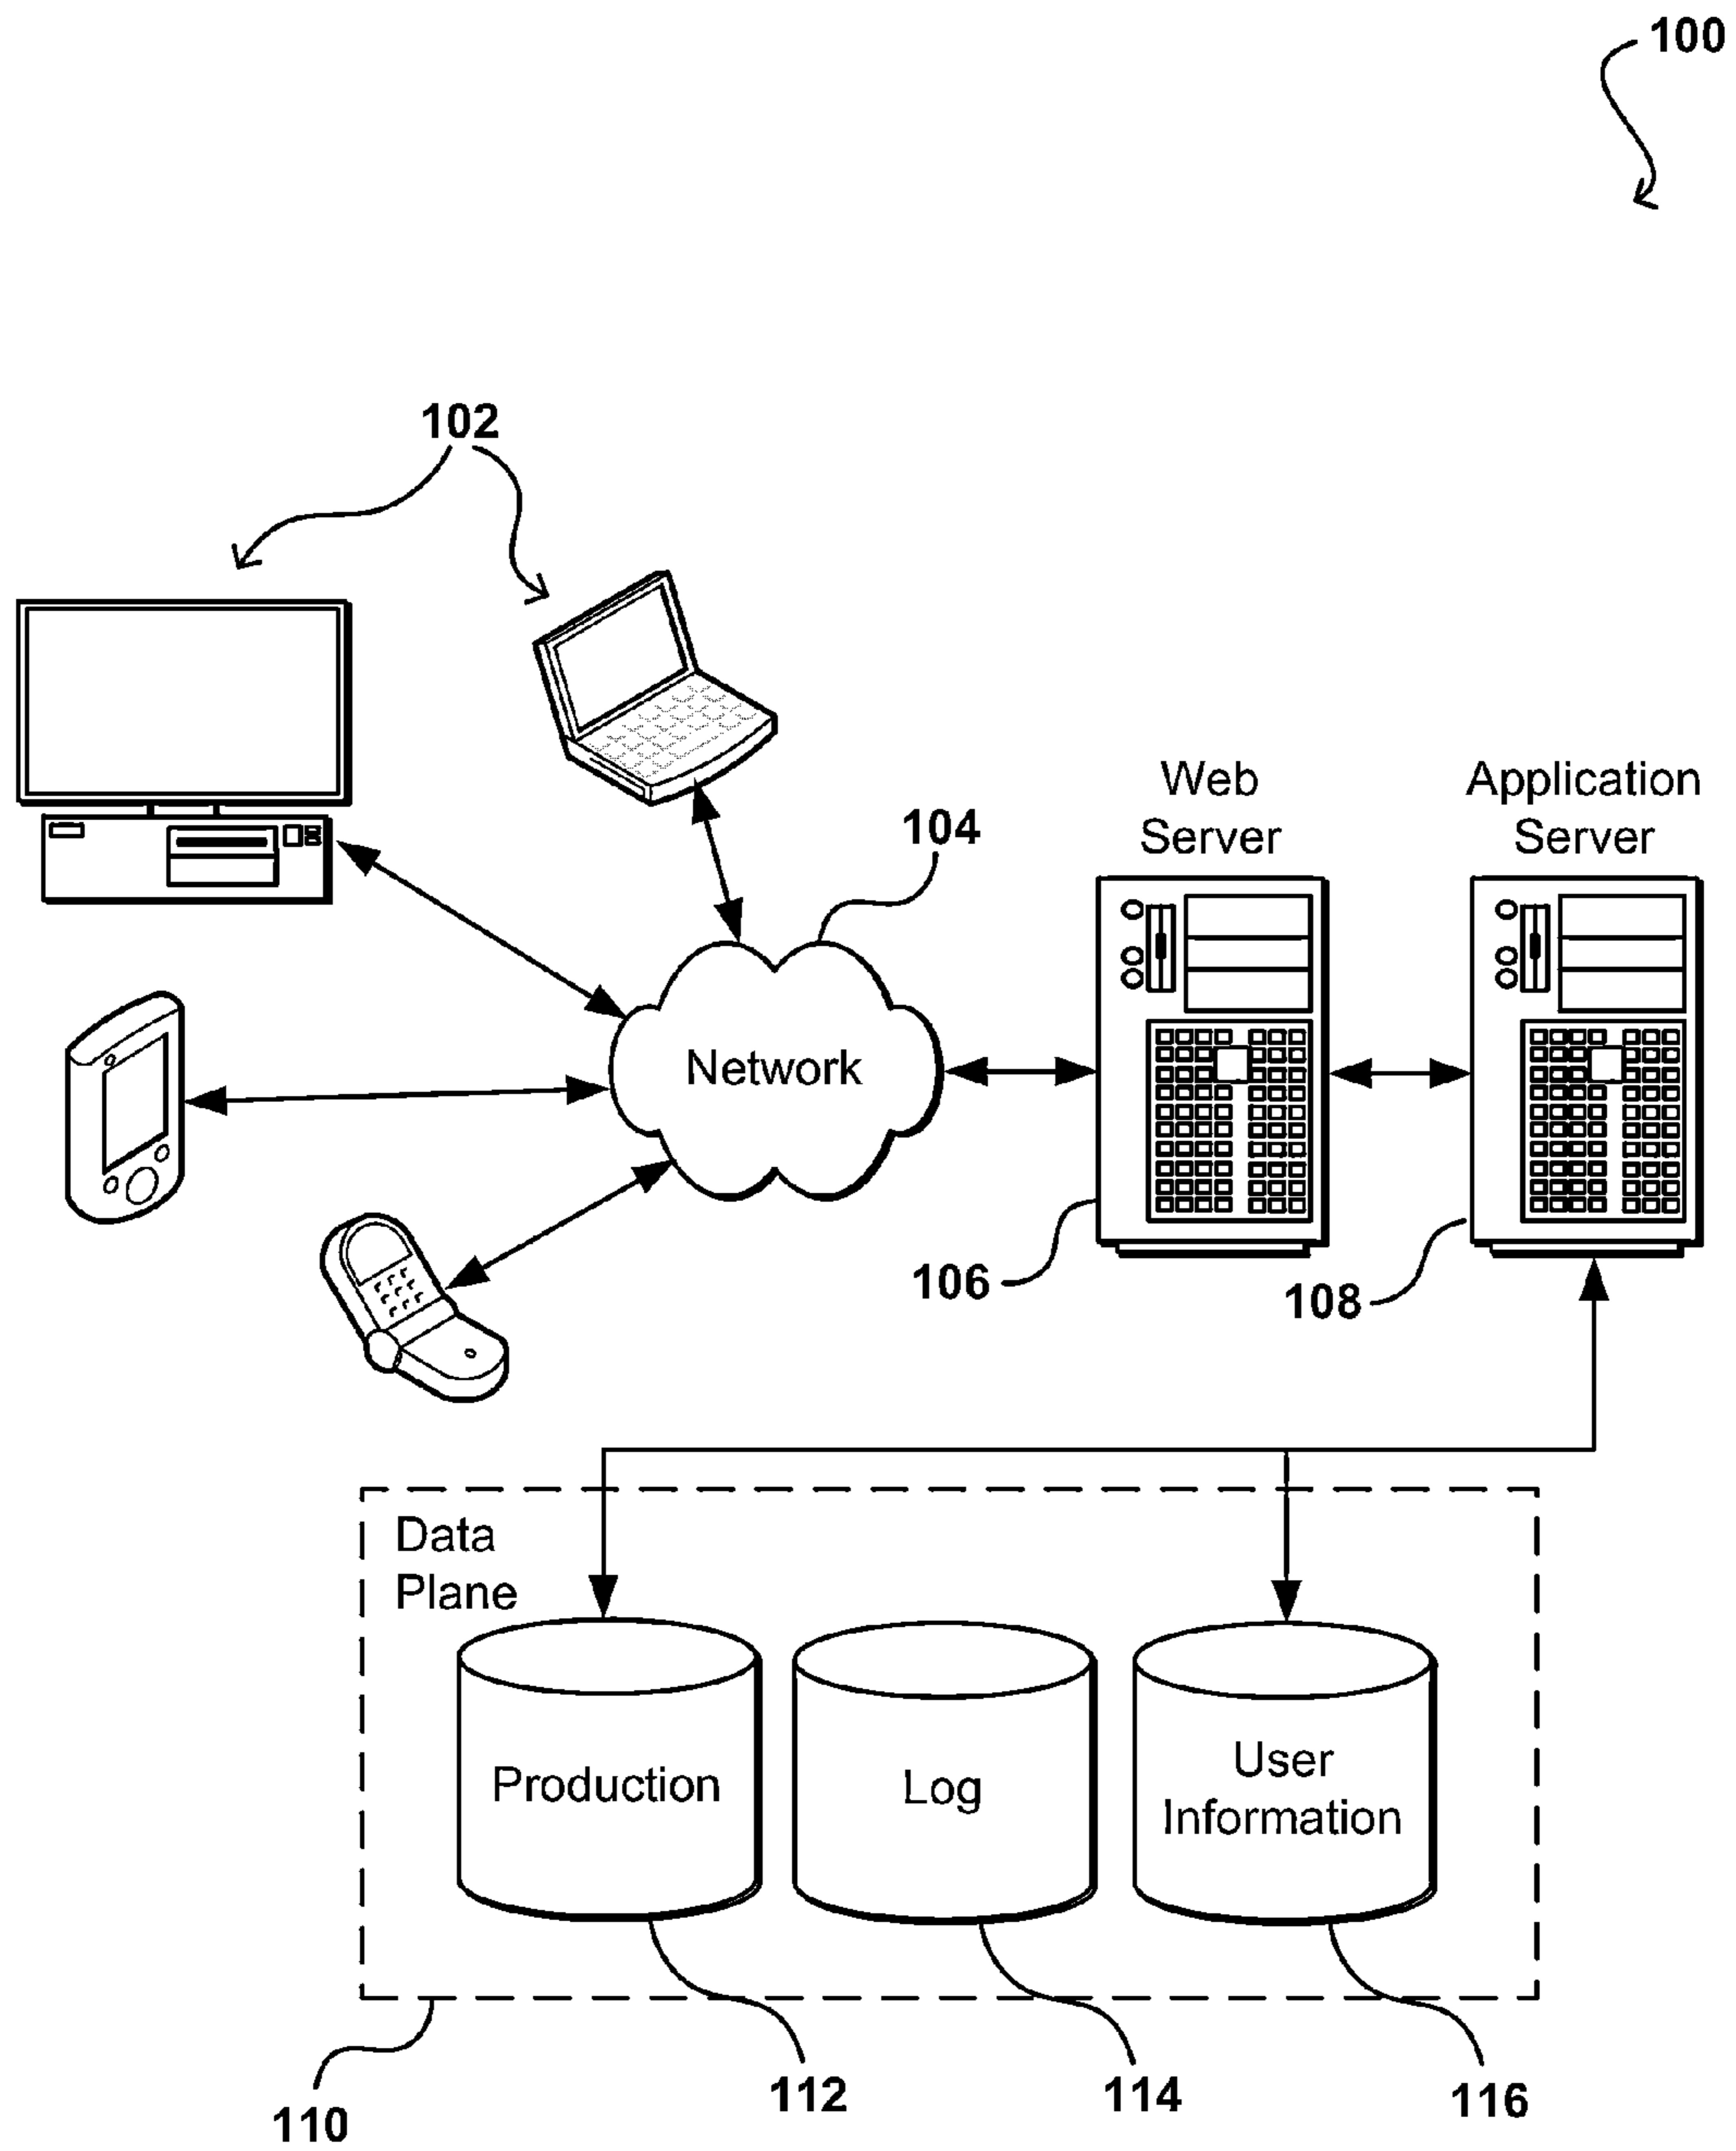 100
102
Web
Server
Application
Server
104
Network
106
108
Data
Plane
Production
Log
User
Information
110
112
114
116